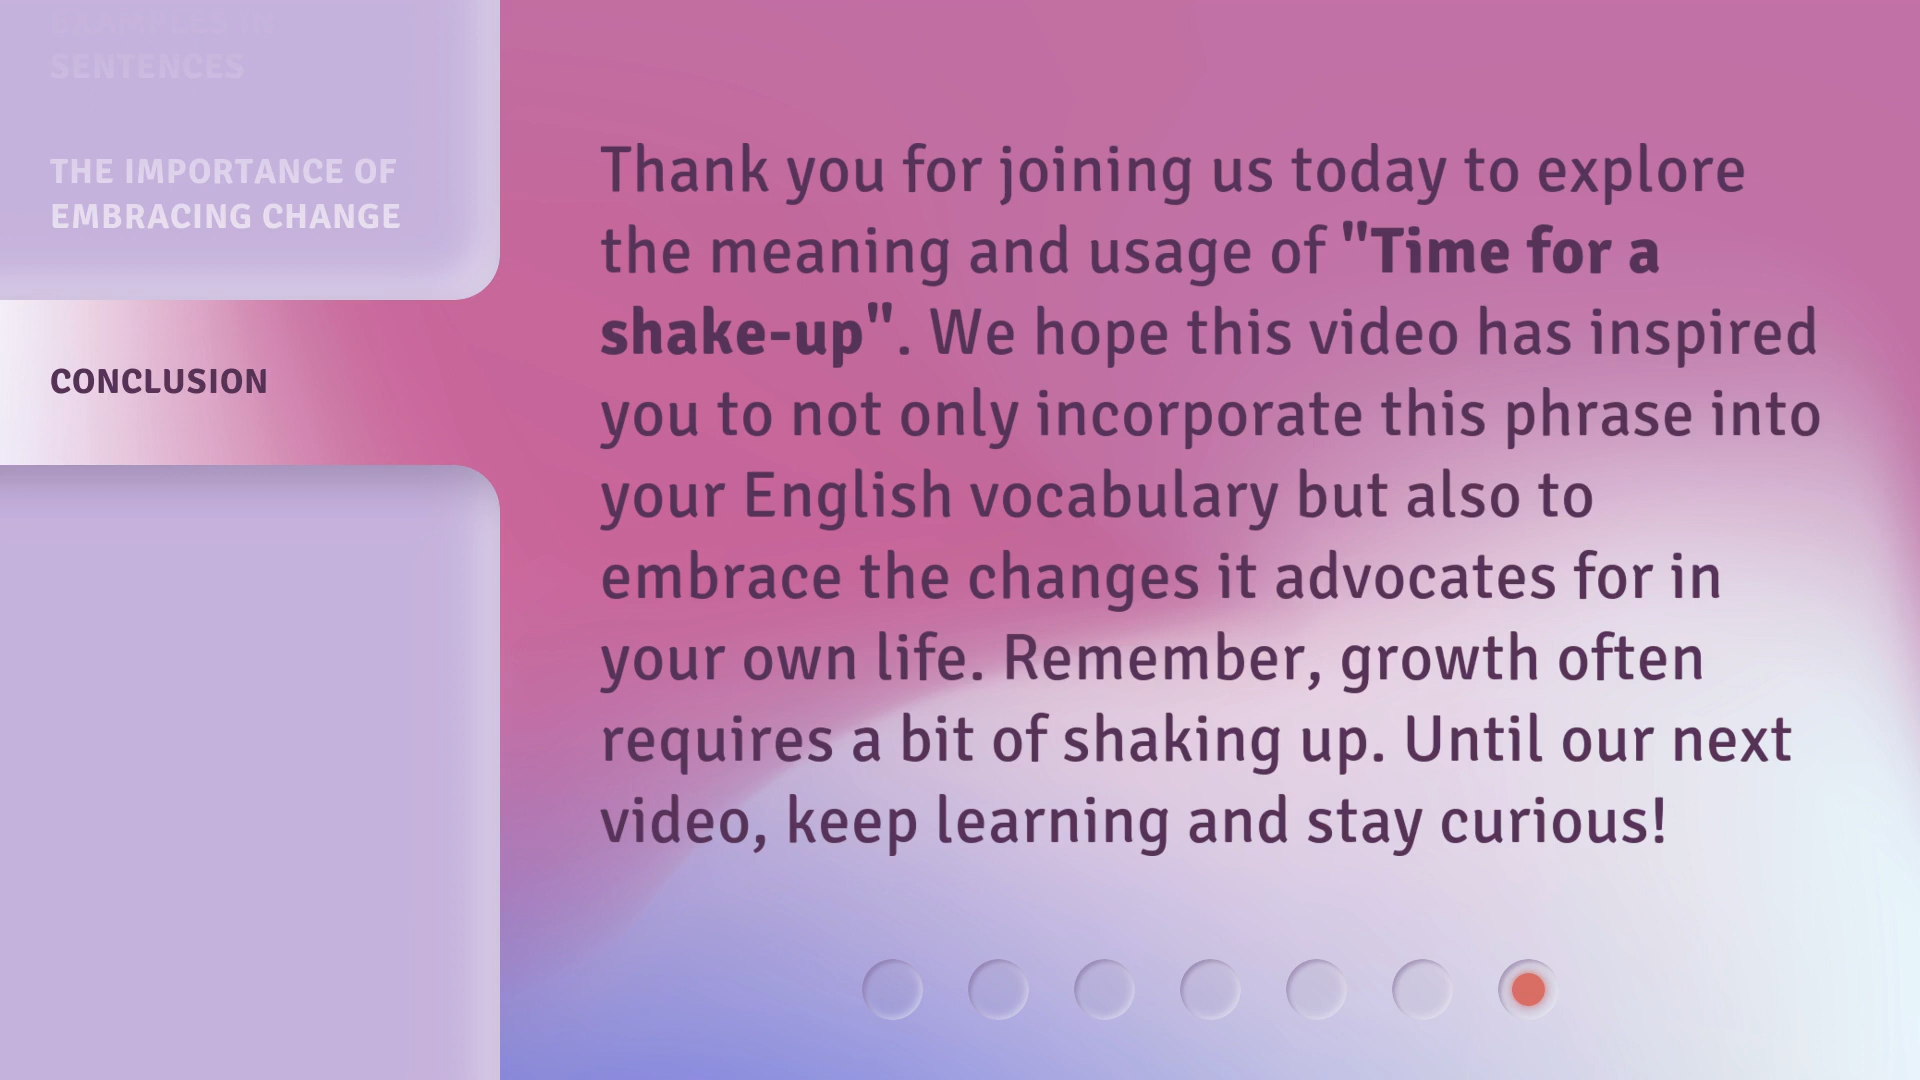 EXAMPLES IN
SENTENCES
THE IMPORTANCE OF
EMBRACING CHANGE
CONCLUSION
Thank you for joining us today to explore
the meaning and usage of "Time for a
shake-up". We hope this video has inspired
you to not only incorporate this phrase into
your English vocabulary but also to
embrace the changes it advocates for in
your own life. Remember, growth often
requires a bit of shaking up. Until our next
video, keep learning and stay curious!